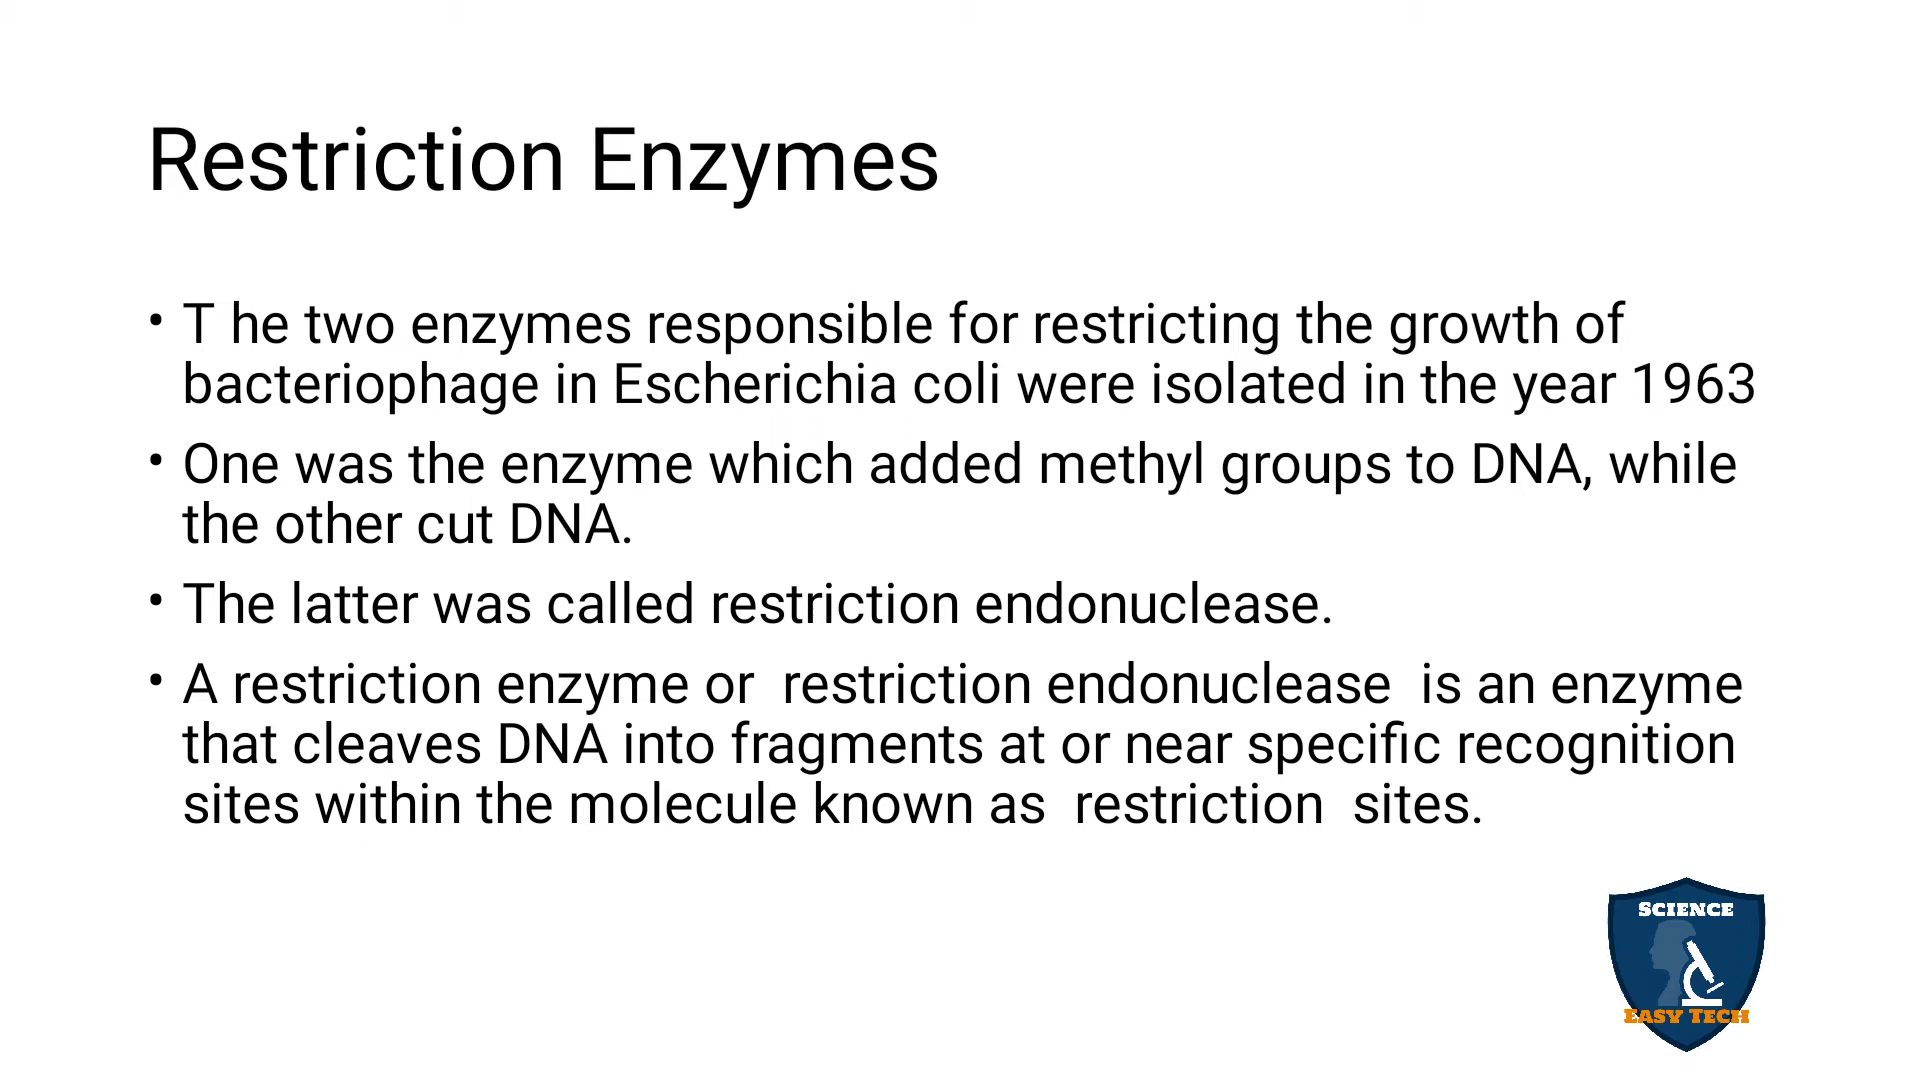 Restriction Enzymes
• T he two enzymes responsible for restricting the growth of
bacteriophage in Escherichia coli were isolated in the year 1963
• One was the enzyme which added methyl groups to DNA, while
the other cut DNA.
• The latter was called restriction endonuclease.
• A restriction enzyme or  restriction endonuclease  is an enzyme
that cleaves DNA into fragments at or near specific recognition
sites within the molecule known as  restriction  sites.
SCIENCE
EASY TECH